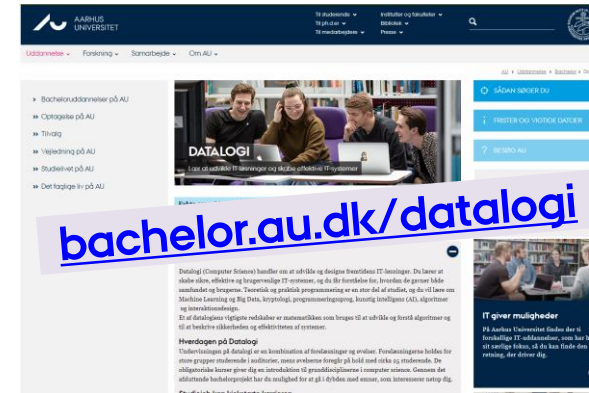 AARHUS
UNIVERSITET
Til studerende
Til ph.d.er
Til medarbejdere
Institutter og fakulteter
Bibliotek
Presse
Uddannelse
Forskning
Samarbejde
Om AU
AU
Uddannelse
Bachelor
Bacheloruddannelser på AU
Optagelse på AU
Tilvalg
Vejledning på AU
Studielivet på AU
Det faglige liv på AU
DATALOGI
Lær at udvikle IT-løsninger og skabe effektive IT-systemer
SÅDAN SØGER DU
FRISTER OG VIGTIGE DATOER
BESØG AU
bachelor.au.dk/datalogi
Datalogi (Computer Science) handler om at udvikle og designe fremtidens IT-løsninger. Du lærer at
skabe sikre, effektive og brugervenlige IT-systemer, og du får forståelse for, hvordan de gavner både
samfundet og brugerne. Teoretisk og praktisk programmering er en stor del af studiet, og du vil lære om
Machine Learning og Big Data, kryptologi, programmeringssprog, kunstig intelligens (AI), algoritmer
og interaktionsdesign.
Et af datalogiens vigtigste redskaber er matematikken som bruges til at udvikle og forstå algoritmer og
til at beskrive sikkerheden og effektiviteten af systemer.
Hverdagen på Datalogi
Undervisningen på datalogi er en kombination af forelæsninger og øvelser. Forelæsningerne holdes for
store grupper studerende i auditorier, mens øvelserne foregår på hold med cirka 25 studerende. De
obligatoriske kurser giver dig en introduktion til grunddisciplinerne i computer science. Gennem det
afsluttende bachelorprojekt har du mulighed for at gå i dybden med emner, som interesserer netop dig.
IT giver muligheder
På Aarhus Universitet findes der ti
forskellige IT-uddannelser, som har h
sit særlige fokus, så du kan finde den
retning, der driver dig.